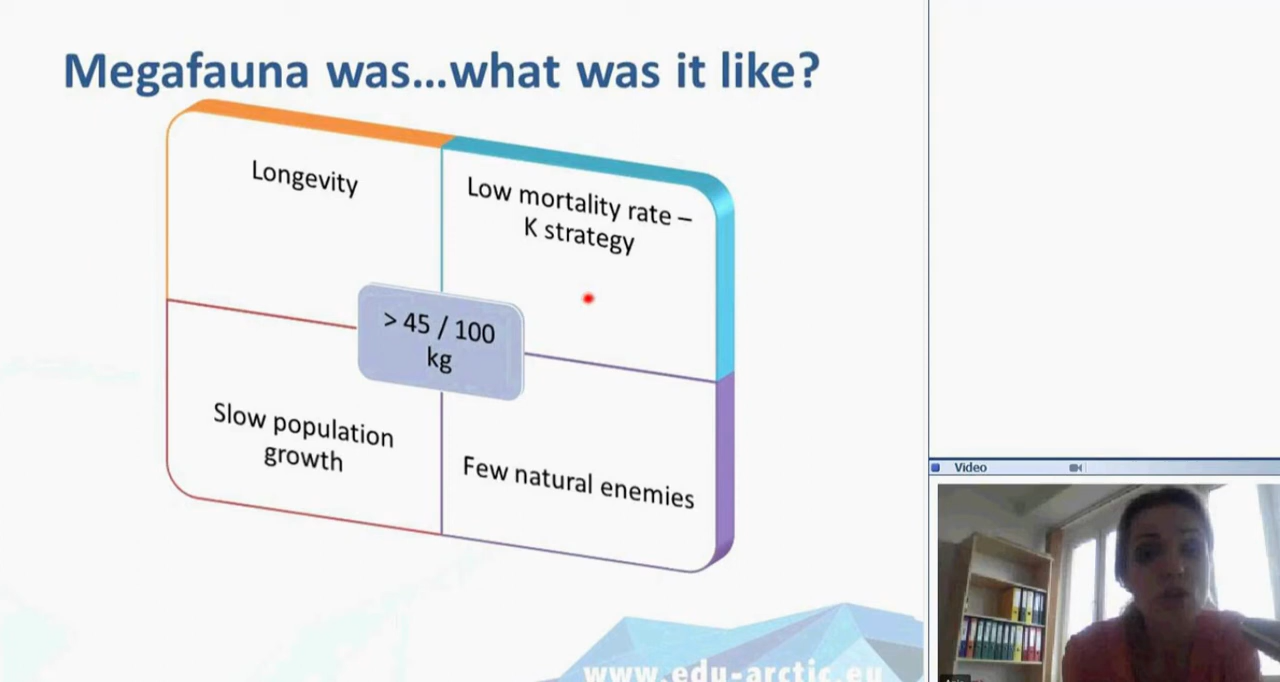 Megafauna was...what was it like?
Longevity
Low mortality rate –
K strategy
> 45 / 100
kg
Slow population
growth
Few natural enemies
www.edu-arctic.eu
Video